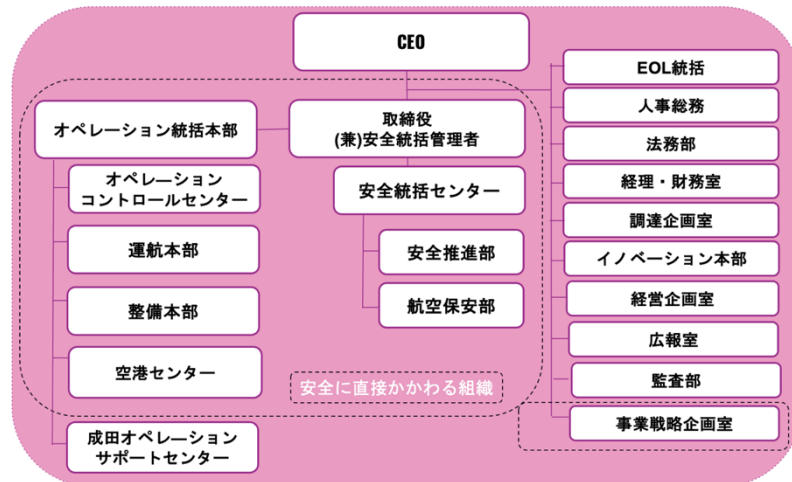 CEO
オペレーション統括本部
取締役
(兼)安全統括管理者
オペレーション
コントロールセンター
運航本部
整備本部
空港センター
成田オペレーション
サポートセンター
安全統括センター
安全推進部
航空保安部
安全に直接かかわる組織
EOL統括
人事総務
法務部
経理・財務室
調達企画室
イノベーション本部
経営企画室
広報室
監査部
事業戦略企画室